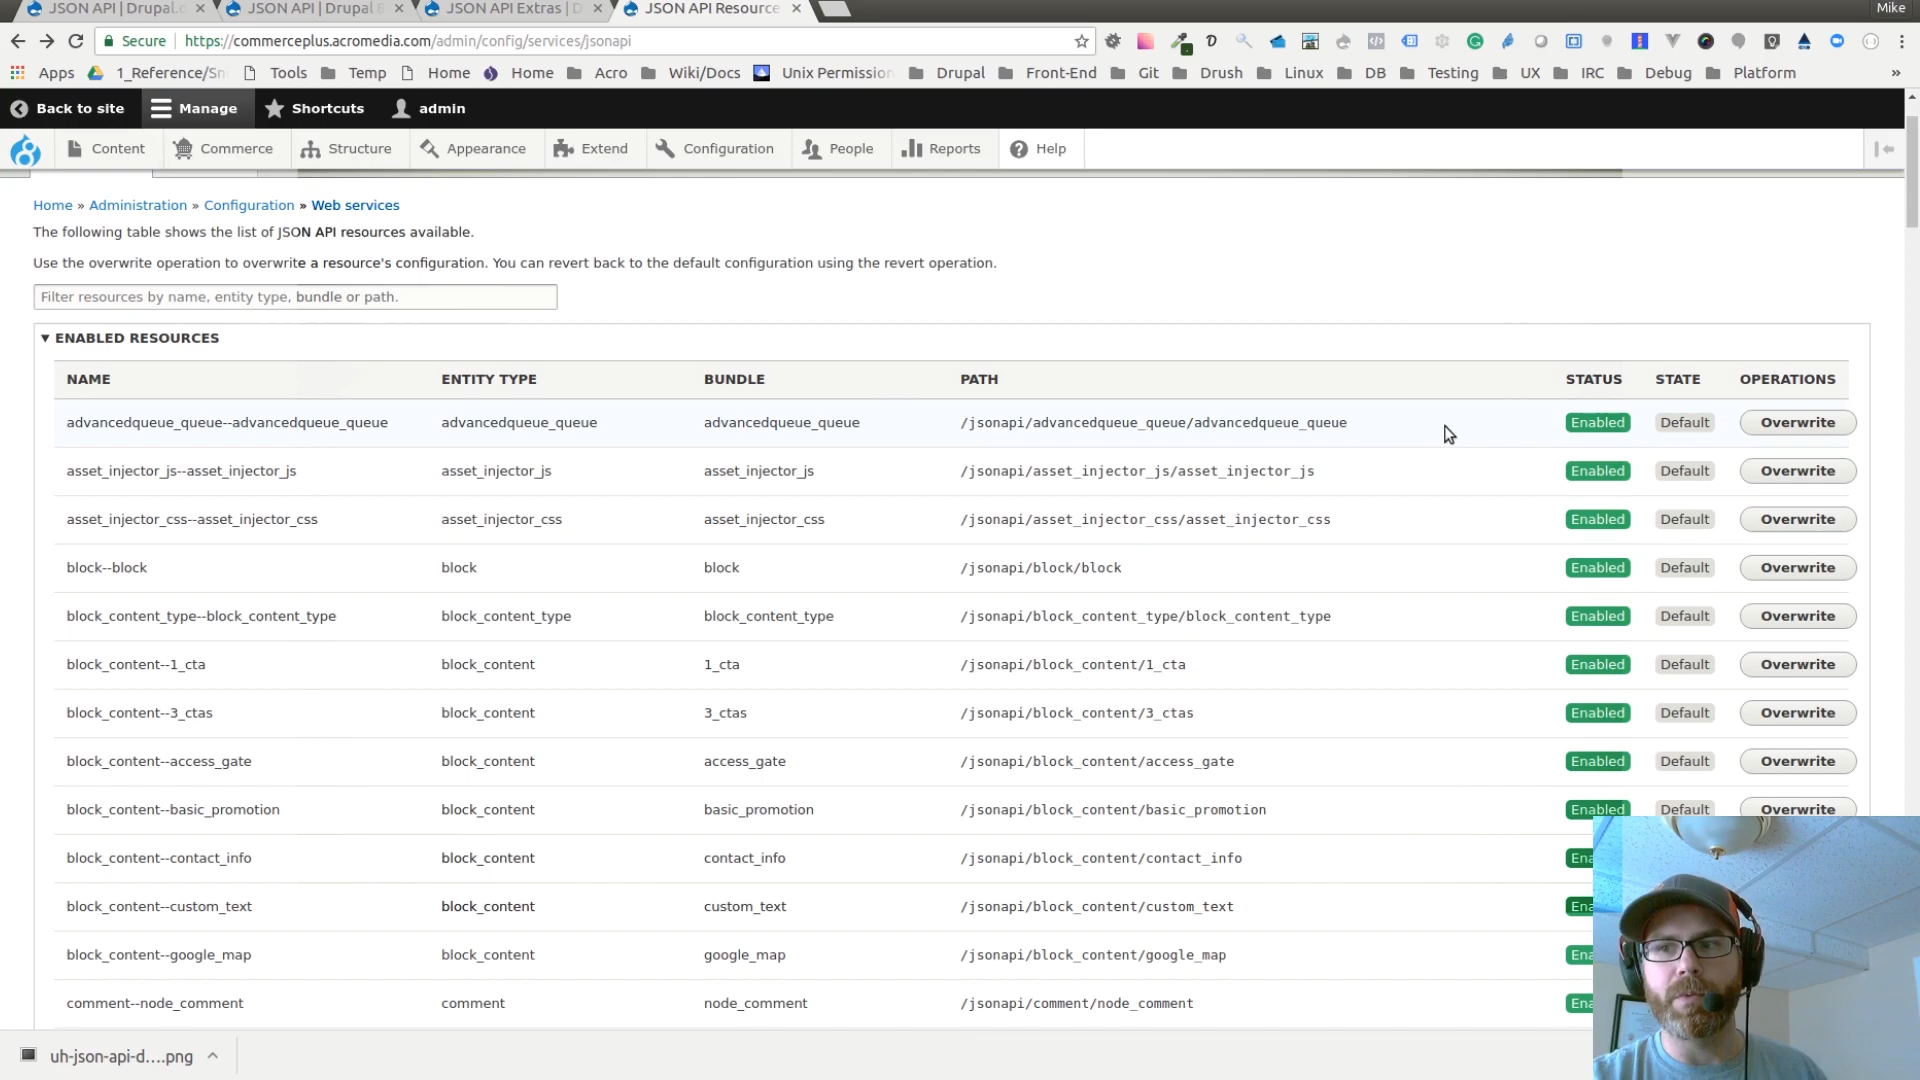 JSON API | Drupal.o
JSON API | Drupal 8
JSON API Extras | D
JSON API Resource
Mike
Secure
https://commerceplus.acromedia.com/admin/config/services/jsonapi
Apps
1_Reference/Sni
Tools
Temp
Home
Home
Acro
Wiki/Docs
Unix Permission
Drupal
Front-End
Git
Drush
Linux
DB
Testing
UX
IRC
Debug
Platform
»
Back to site
Manage
Shortcuts
admin
Content
Commerce
Structure
Appearance
Extend
Configuration
People
Reports
Help
Home » Administration » Configuration » Web services
The following table shows the list of JSON API resources available.
Use the overwrite operation to overwrite a resource's configuration. You can revert back to the default configuration using the revert operation.
Filter resources by name, entity type, bundle or path.
ENABLED RESOURCES
NAME ENTITY TYPE BUNDLE PATH STATUS STATE OPERATIONS
advancedqueue_queue--advancedqueue_queue advancedqueue_queue advancedqueue_queue /jsonapi/advancedqueue_queue/advancedqueue_queue Enabled Default Overwrite
asset_injector_js--asset_injector_js asset_injector_js asset_injector_js /jsonapi/asset_injector_js/asset_injector_js Enabled Default Overwrite
asset_injector_css--asset_injector_css asset_injector_css asset_injector_css /jsonapi/asset_injector_css/asset_injector_css Enabled Default Overwrite
block--block block block /jsonapi/block/block Enabled Default Overwrite
block_content_type--block_content_type block_content_type block_content_type /jsonapi/block_content_type/block_content_type Enabled Default Overwrite
block_content--1_cta block_content 1_cta /jsonapi/block_content/1_cta Enabled Default Overwrite
block_content--3_ctas block_content 3_ctas /jsonapi/block_content/3_ctas Enabled Default Overwrite
block_content--access_gate block_content access_gate /jsonapi/block_content/access_gate Enabled Default Overwrite
block_content--basic_promotion block_content basic_promotion /jsonapi/block_content/basic_promotion Enabled Default Overwrite
block_content--contact_info block_content contact_info /jsonapi/block_content/contact_info Ena
block_content--custom_text block_content custom_text /jsonapi/block_content/custom_text Ena
block_content--google_map block_content google_map /jsonapi/block_content/google_map Ena
comment--node_comment comment node_comment /jsonapi/comment/node_comment Ena
uh-json-api-d....png